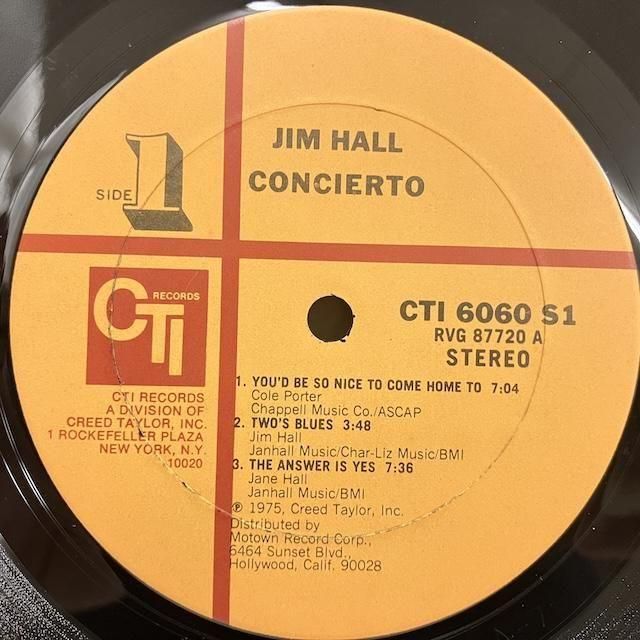 JIM HALL
CONCIERTO
SIDE 1
CTI RECORDS
CTI 6060 S1
RVG 87720 A
STEREO
CTI RECORDS
A DIVISION OF
CREED TAYLOR, INC.
1 ROCKEFELLER PLAZA
NEW YORK, N.Y.
10020
1. YOU'D BE SO NICE TO COME HOME TO 7:04
Cole Porter
Chappell Music Co./ASCAP
2. TWO'S BLUES 3:48
Jim Hall
Janhall Music/Char-Liz Music/BMI
3. THE ANSWER IS YES 7:36
Jane Hall
Janhall Music/BMI
℗ 1975, Creed Taylor, Inc.
Distributed by
Motown Record Corp.,
6464 Sunset Blvd.,
Hollywood, Calif. 90028